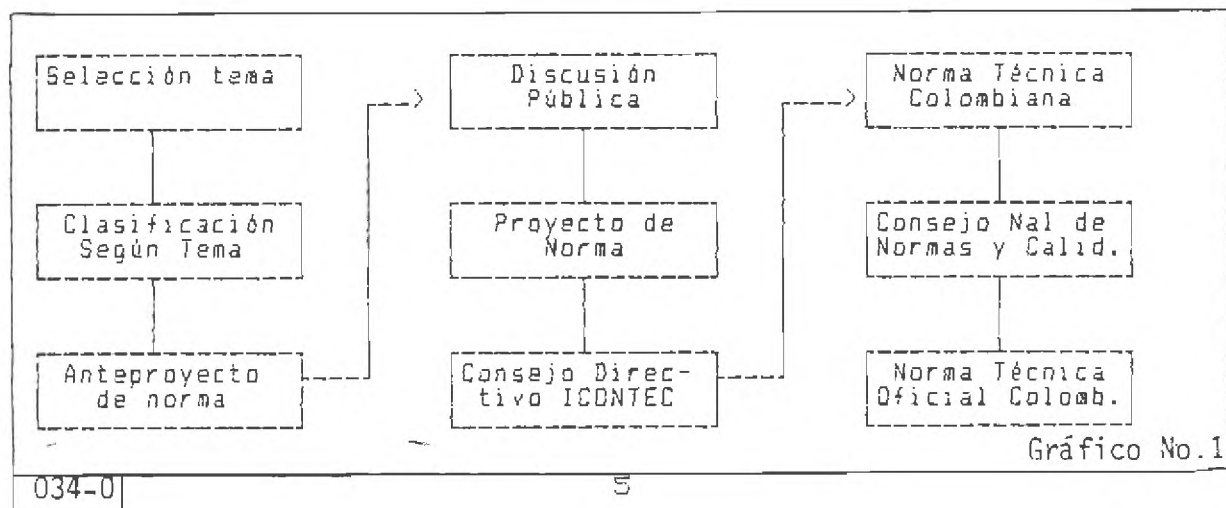 Selección tema
Clasificación
Según Tema
Anteproyecto
de norma
Discusión
Pública
Proyecto de
Norma
Consejo Direc-
tivo ICONTEC
Norma Técnica
Colombiana
Consejo Nal de
Normas y Calid.
Norma Técnica
Oficial Colomb.
Gráfico No.1
034-0
5